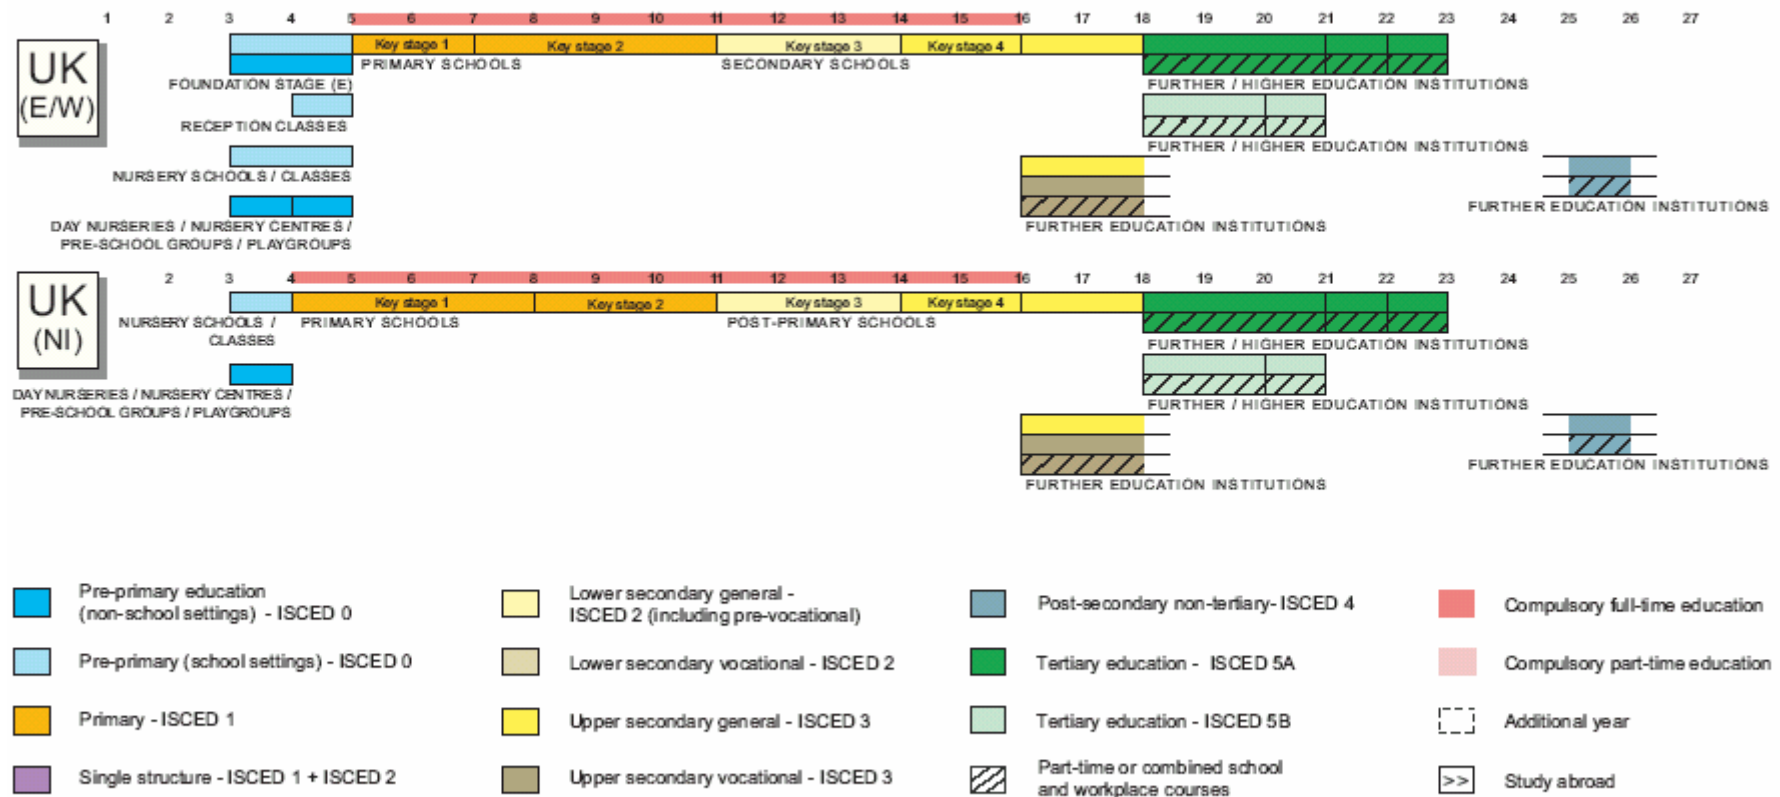 1 2 3 4 5 6 7 8 9 10 11 12 13 14 15 16 17 18 19 20 21 22 23 24 25 26 27
UK
(E/W)
Key stage 1 Key stage 2 Key stage 3 Key stage 4
PRIMARY SCHOOLS SECONDARY SCHOOLS
FOUNDATION STAGE (E) FURTHER / HIGHER EDUCATION INSTITUTIONS
RECEPTION CLASSES FURTHER / HIGHER EDUCATION INSTITUTIONS
NURSERY SCHOOLS / CLASSES
DAY NURSERIES / NURSERY CENTRES / FURTHER EDUCATION INSTITUTIONS FURTHER EDUCATION INSTITUTIONS
PRE-SCHOOL GROUPS / PLAYGROUPS
2 3 4 5 6 7 8 9 10 11 12 13 14 15 16 17 18 19 20 21 22 23 24 25 26 27
UK
(NI)
Key stage 1 Key stage 2 Key stage 3 Key stage 4
NURSERY SCHOOLS / PRIMARY SCHOOLS POST-PRIMARY SCHOOLS
CLASSES FURTHER / HIGHER EDUCATION INSTITUTIONS
DAY NURSERIES / NURSERY CENTRES /
PRE-SCHOOL GROUPS / PLAYGROUPS FURTHER / HIGHER EDUCATION INSTITUTIONS
FURTHER EDUCATION INSTITUTIONS
FURTHER EDUCATION INSTITUTIONS
Pre-primary education
(non-school settings) - ISCED 0
Pre-primary (school settings) - ISCED 0
Primary - ISCED 1
Single structure - ISCED 1 + ISCED 2
Lower secondary general -
ISCED 2 (including pre-vocational)
Lower secondary vocational - ISCED 2
Upper secondary general - ISCED 3
Upper secondary vocational - ISCED 3
Post-secondary non-tertiary- ISCED 4
Tertiary education - ISCED 5A
Tertiary education - ISCED 5B
Part-time or combined school
and workplace courses
Compulsory full-time education
Compulsory part-time education
Additional year
>> Study abroad